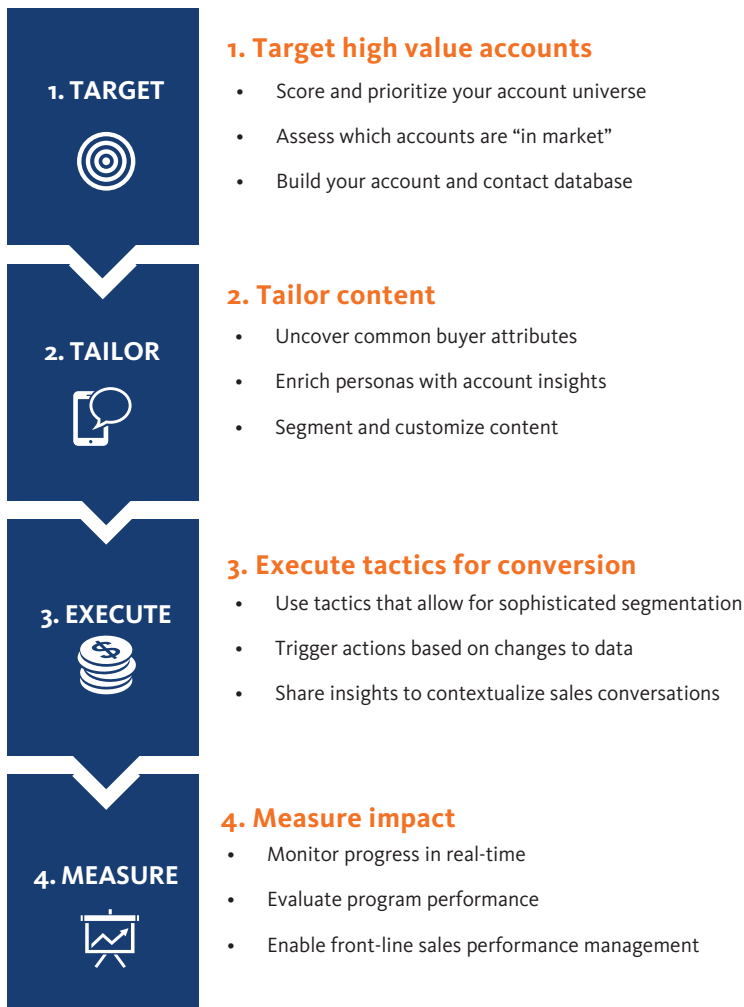 1. TARGET
1. Target high value accounts
• Score and prioritize your account universe
• Assess which accounts are “in market”
• Build your account and contact database
2. TAILOR
2. Tailor content
• Uncover common buyer attributes
• Enrich personas with account insights
• Segment and customize content
3. EXECUTE
$
3. Execute tactics for conversion
• Use tactics that allow for sophisticated segmentation
• Trigger actions based on changes to data
• Share insights to contextualize sales conversations
4. MEASURE
4. Measure impact
• Monitor progress in real-time
• Evaluate program performance
• Enable front-line sales performance management